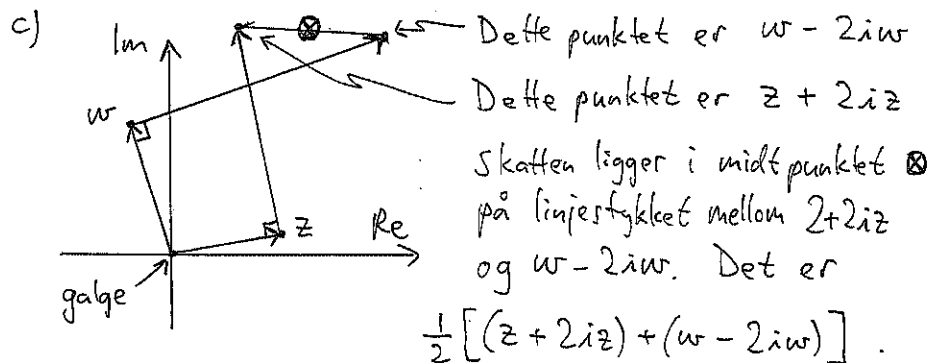 c)
Im
w
z
Re
galge
Dette punktet er w - 2iw
Dette punktet er z + 2iz
Skatten ligger i midtpunktet ⊗
på linjestykket mellom 2+2iz
og w - 2iw. Det er
1/2 [(z + 2iz) + (w - 2iw)].